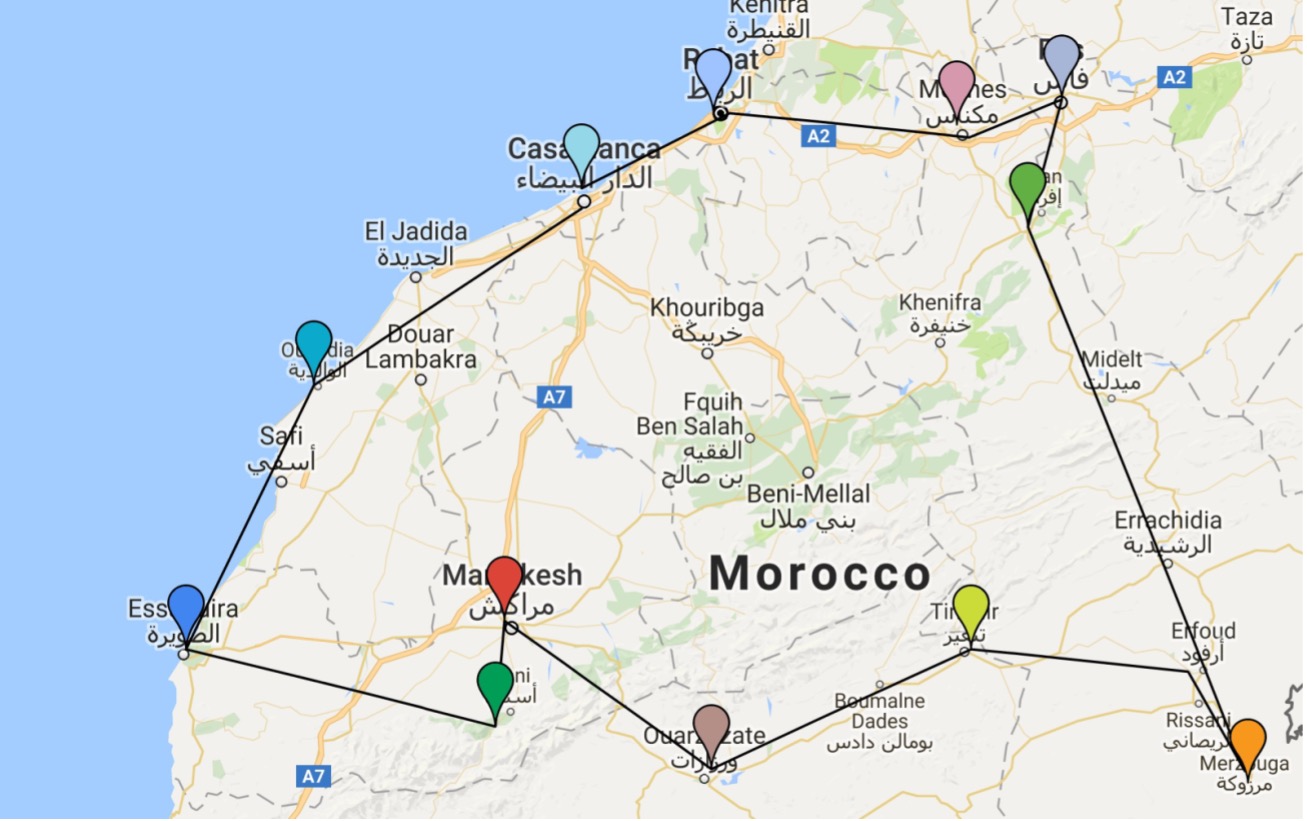 Kenitra
القنيطرة
Taza
تازة
Rabat
الرباط
Fes
فاس
A2
Meknes
مكناس
A2
Casablanca
الدار البيضاء
El Jadida
الجديدة
Khouribga
خريبكة
Khenifra
خنيفرة
Douar
Lambakra
Oualidia
الوالدية
Midelt
ميدلت
A7
Fquih
Ben Salah
الفقيه
بن صالح
Safi
أسفي
Beni-Mellal
بني ملال
Errachidia
الرشيدية
Morocco
Marrakesh
مراكش
Essaouira
الصويرة
Tinghir
تنغير
Erfoud
أرفود
Boumalne
Dades
بومالن دادس
Rissani
الريصاني
Ouarzazate
ورزازات
Merzouga
مرزوكة
A7